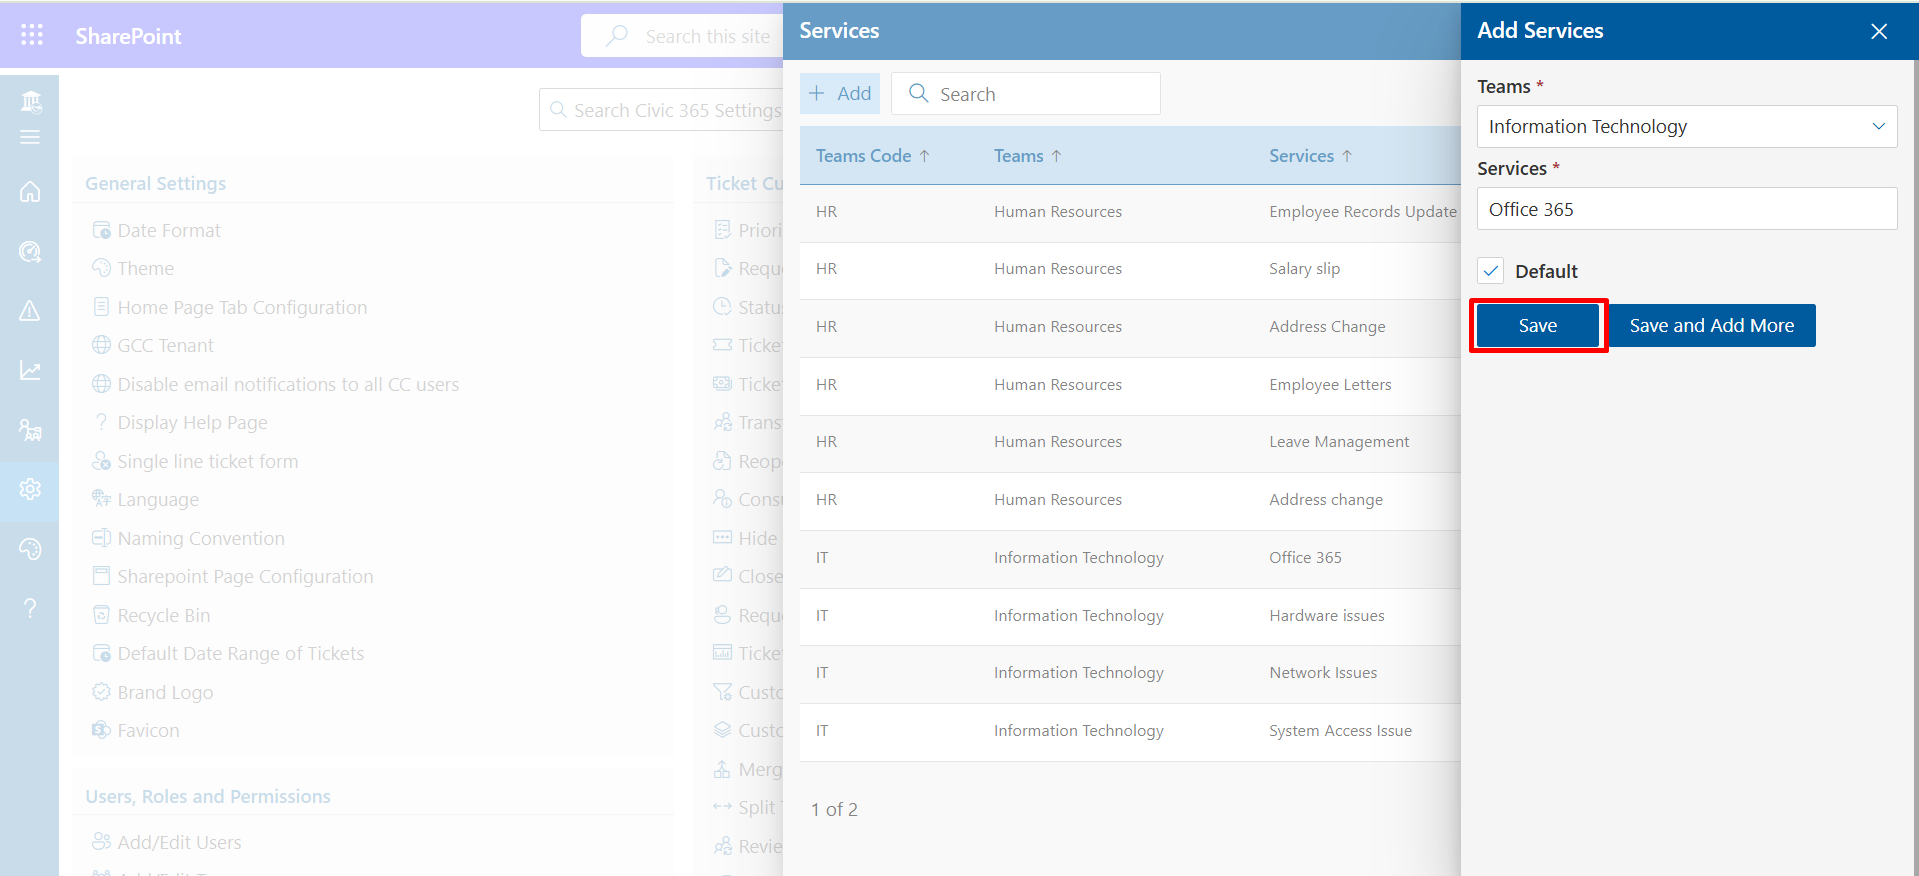 SharePoint
Search this site
Search Civic 365 Settings
General Settings
Date Format
Theme
Home Page Tab Configuration
GCC Tenant
Disable email notifications to all CC users
Display Help Page
Single line ticket form
Language
Naming Convention
Sharepoint Page Configuration
Recycle Bin
Default Date Range of Tickets
Brand Logo
Favicon
Users, Roles and Permissions
Add/Edit Users
Ticket Cu
Priori
Reque
Status
Ticke
Ticke
Trans
Reop
Cons
Hide
Close
Reque
Ticke
Custo
Custo
Merg
Split T
Revie
Services
Add
Search
Teams Code Teams Services
HR Human Resources Employee Records Update
HR Human Resources Salary slip
HR Human Resources Address Change
HR Human Resources Employee Letters
HR Human Resources Leave Management
HR Human Resources Address change
IT Information Technology Office 365
IT Information Technology Hardware issues
IT Information Technology Network Issues
IT Information Technology System Access Issue
1 of 2
Add Services
Teams *
Information Technology
Services *
Office 365
Default
Save Save and Add More